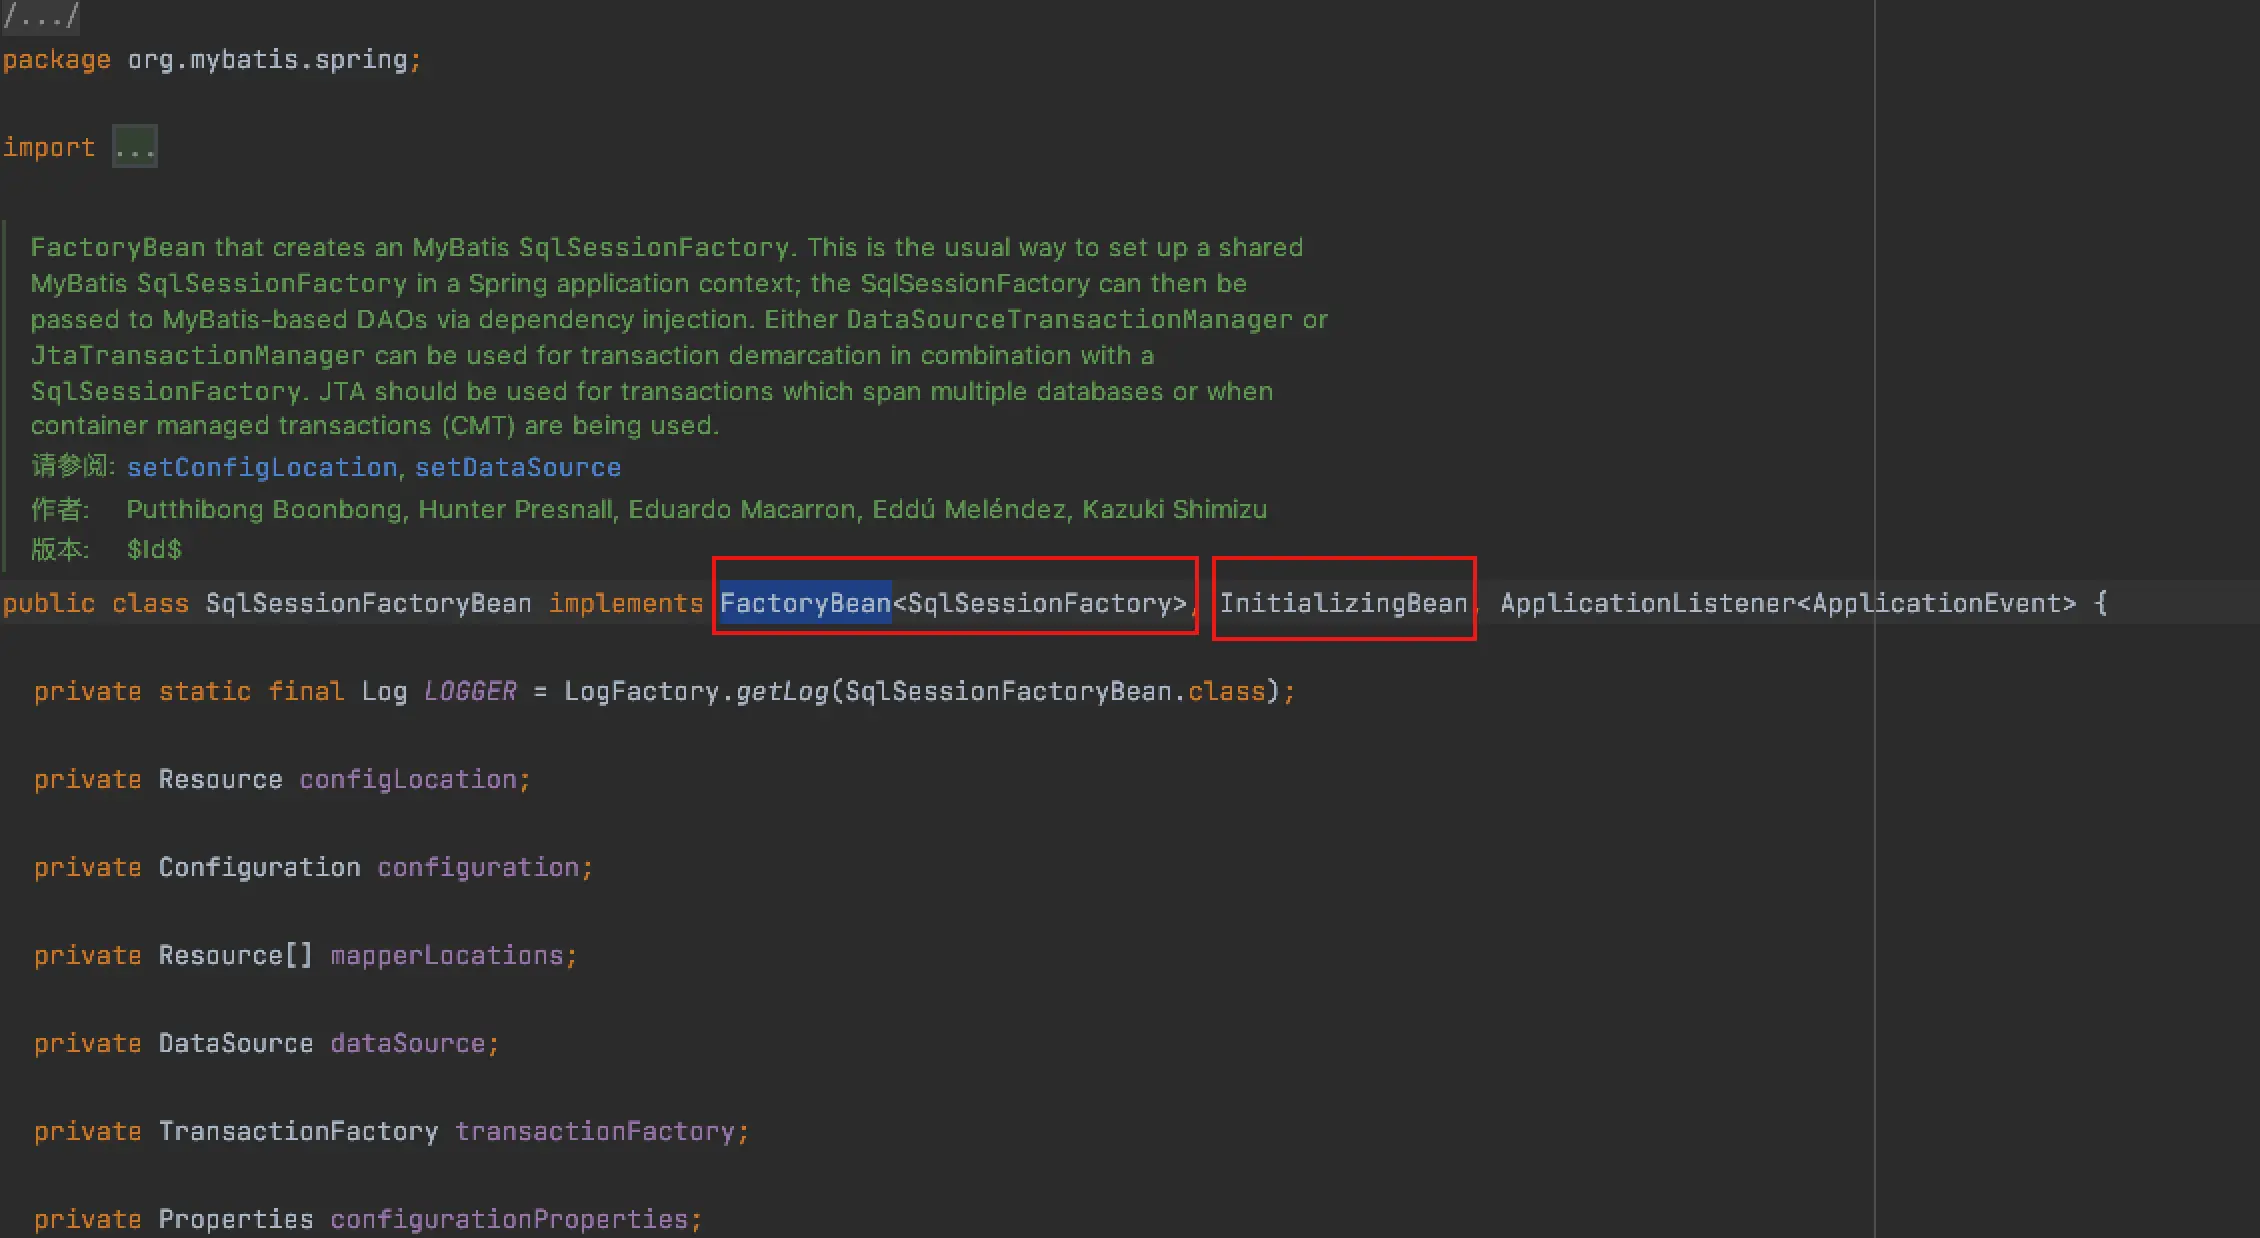 /.../
package org.mybatis.spring;
import ...
FactoryBean that creates an MyBatis SqlSessionFactory. This is the usual way to set up a shared
MyBatis SqlSessionFactory in a Spring application context; the SqlSessionFactory can then be
passed to MyBatis-based DAOs via dependency injection. Either DataSourceTransactionManager or
JtaTransactionManager can be used for transaction demarcation in combination with a
SqlSessionFactory. JTA should be used for transactions which span multiple databases or when
container managed transactions (CMT) are being used.
请参阅: setConfigLocation, setDataSource
作者: Putthibong Boonbong, Hunter Presnall, Eduardo Macarron, Eddú Meléndez, Kazuki Shimizu
版本: $Id$
public class SqlSessionFactoryBean implements FactoryBean<SqlSessionFactory>, InitializingBean, ApplicationListener<ApplicationEvent> {
private static final Log LOGGER = LogFactory.getLog(SqlSessionFactoryBean.class);
private Resource configLocation;
private Configuration configuration;
private Resource[] mapperLocations;
private DataSource dataSource;
private TransactionFactory transactionFactory;
private Properties configurationProperties;